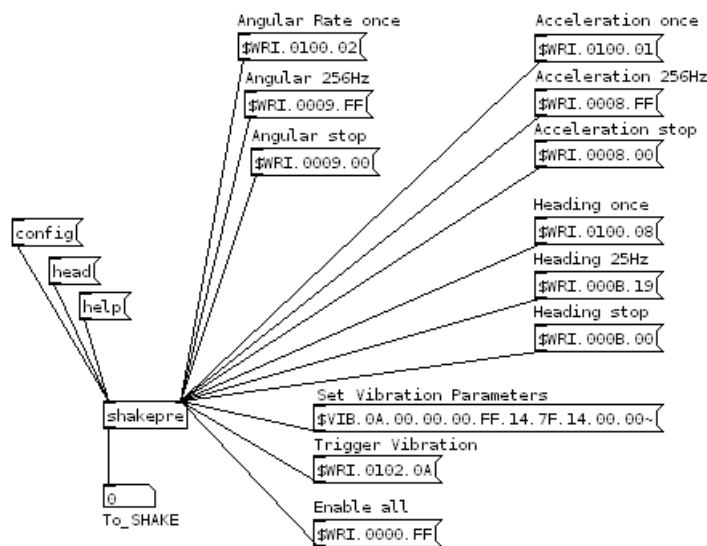 Angular Rate once
$WRI.0100.02
Angular 256Hz
$WRI.0009.FF
Angular stop
$WRI.0009.00
Acceleration once
$WRI.0100.01
Acceleration 256Hz
$WRI.0008.FF
Acceleration stop
$WRI.0008.00
Heading once
$WRI.0100.08
Heading 25Hz
$WRI.000B.19
Heading stop
$WRI.000B.00
config
head
help
shakepre
0
To_SHAKE
Set Vibration Parameters
$VIB.0A.00.00.00.FF.14.7F.14.00.00~
Trigger Vibration
$WRI.0102.0A
Enable all
$WRI.0000.FF